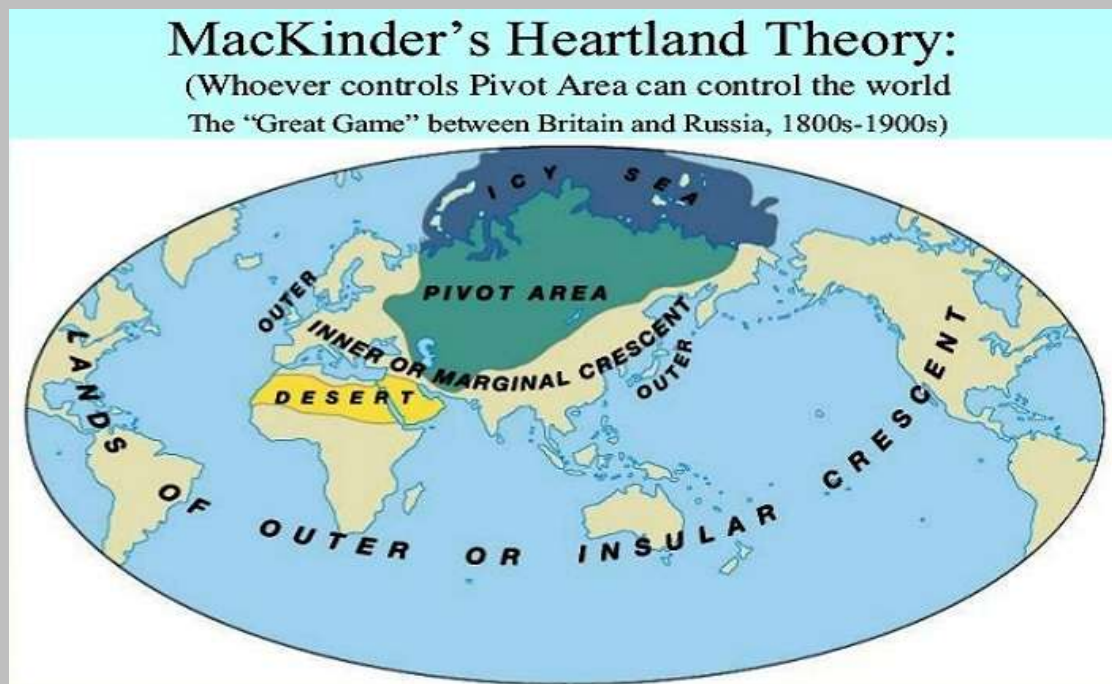 MacKinder's Heartland Theory:
(Whoever controls Pivot Area can control the world
The “Great Game” between Britain and Russia, 1800s-1900s)
ICY SEA
PIVOT AREA
OUTER
INNER OR MARGINAL CRESCENT
OUTER
DESERT
LANDS OF OUTER OR INSULAR CRESCENT